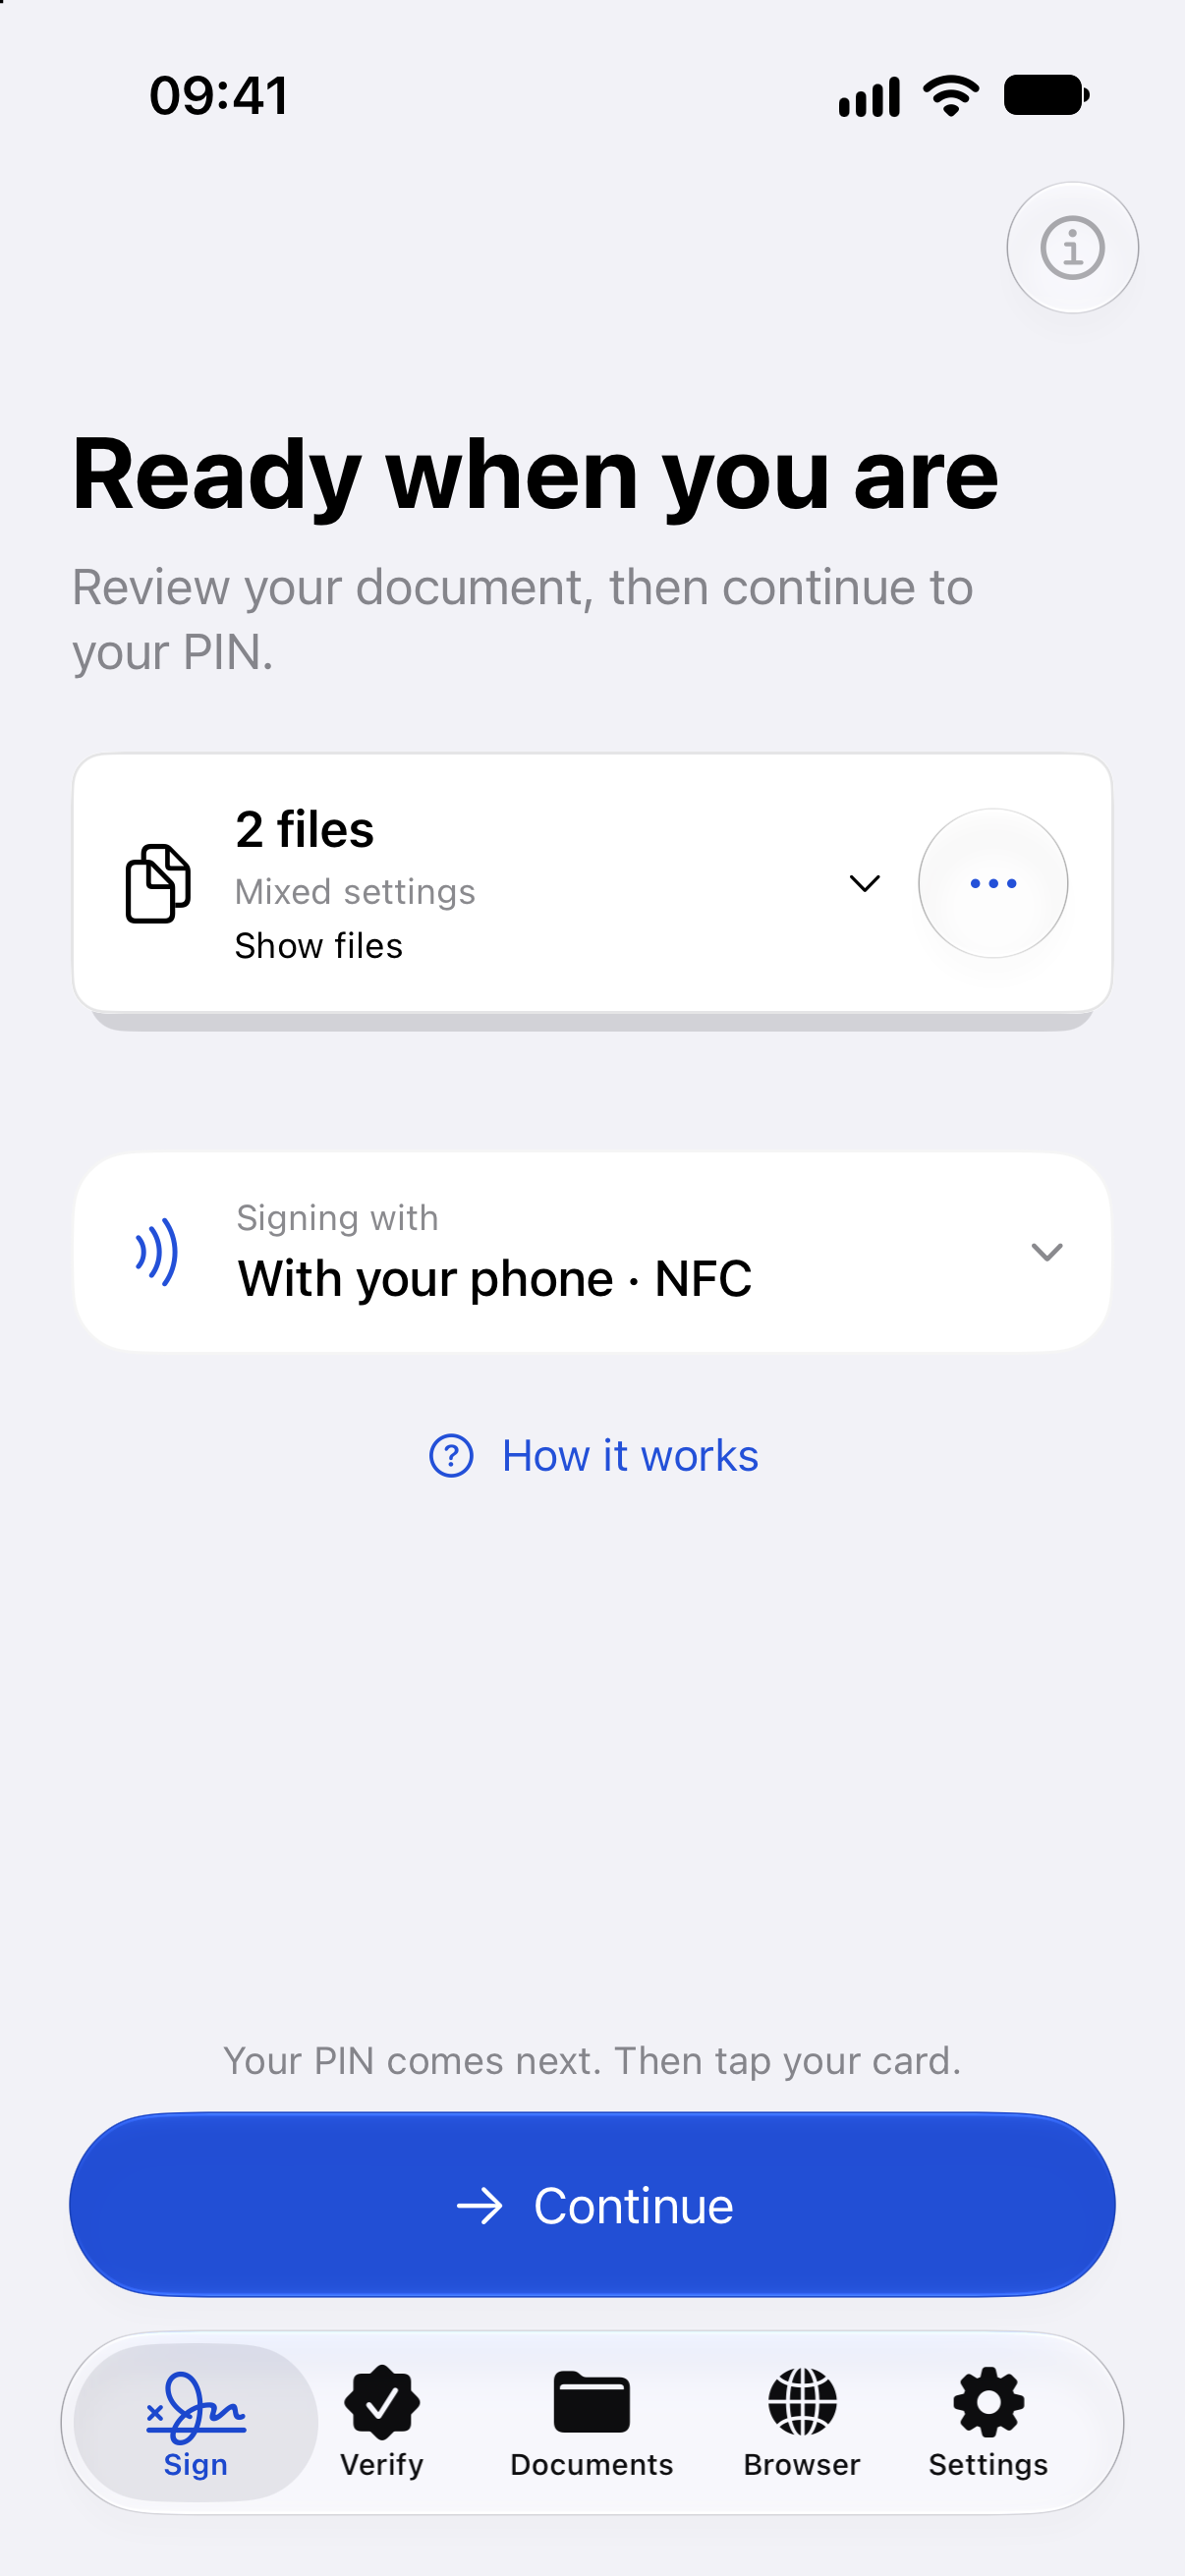 09:41
Ready when you are
Review your document, then continue to
your PIN.
2 files
Mixed settings
Show files
Signing with
With your phone · NFC
How it works
Your PIN comes next. Then tap your card.
Continue
Sign
Verify
Documents
Browser
Settings